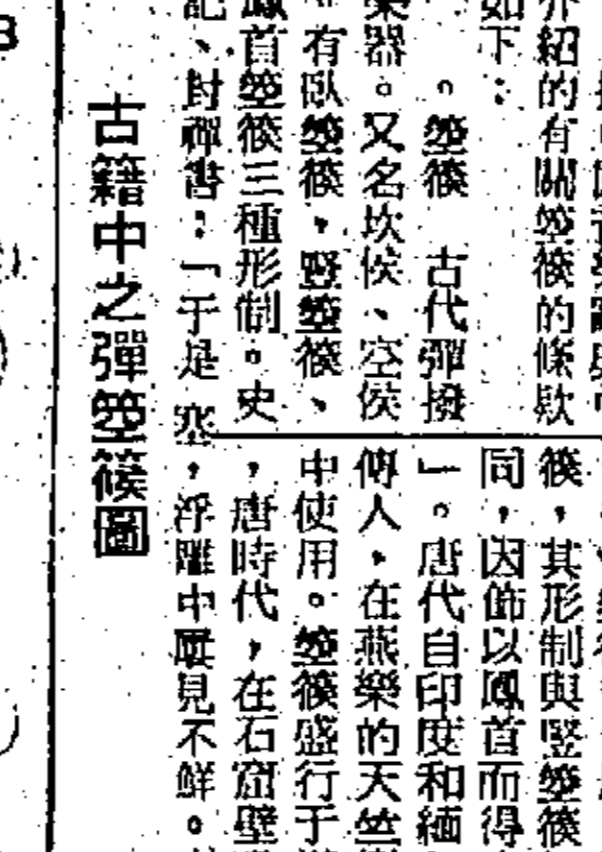 介紹的有關箜篌的條款
如下：
。箜篌 古代彈撥
樂器。又名坎侯、空侯
。有臥箜篌，豎箜篌、
鳳首箜篌三種形制。史
記、封禪書：「于是 塞
篌，其形制與豎箜篌
同，因飾以鳳首而得
」。唐代自印度和緬
傳人，在燕樂的天竺
中使用。箜篌盛行于
，唐時代，在石窟壁
，浮雕中屢見不鮮。
古籍中之彈箜篌圖